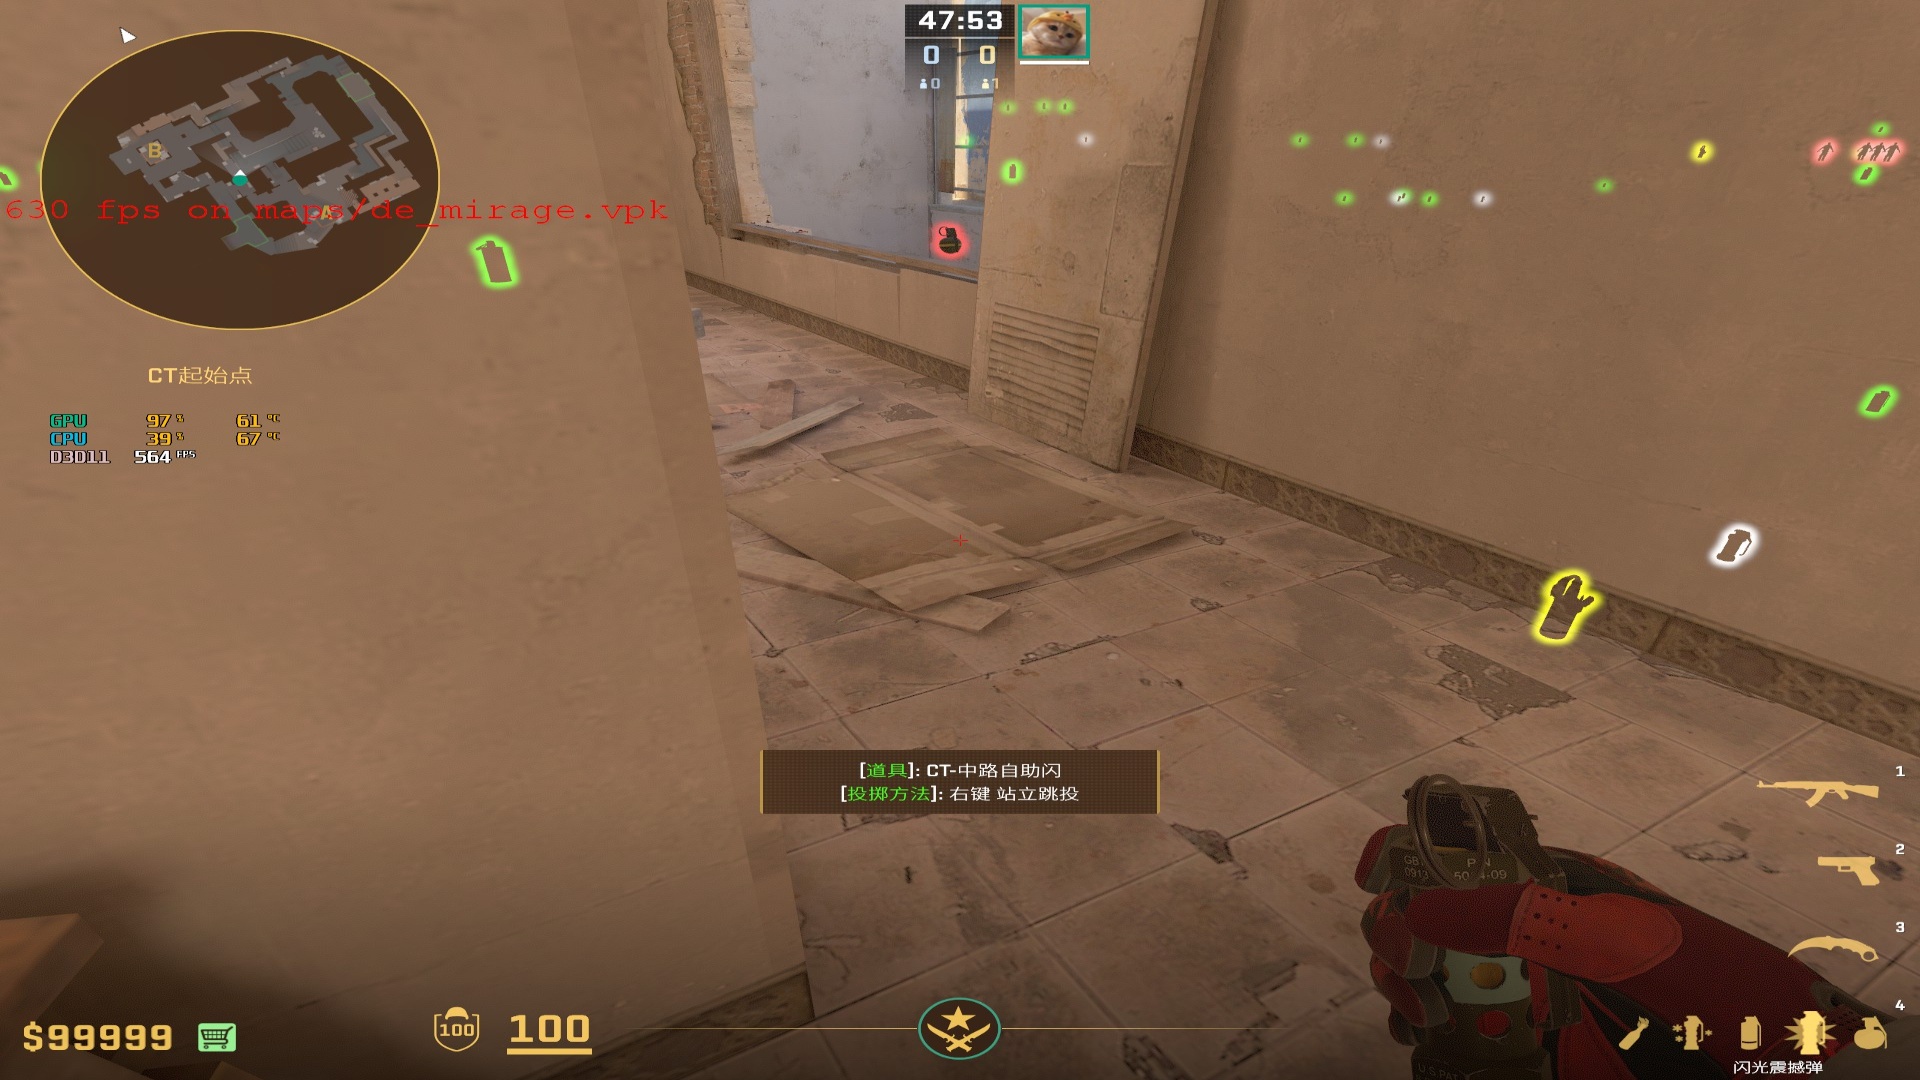 47:53
0 0
0 1
B
A
630 fps on maps/de_mirage.vpk
CT起始点
GPU 97 % 61 °C
CPU 39 % 67 °C
D3D11 564 FPS
[道具]: CT-中路自助闪
[投掷方法]: 右键 站立跳投
1
2
3
4
$99999
100
100
闪光震撼弹